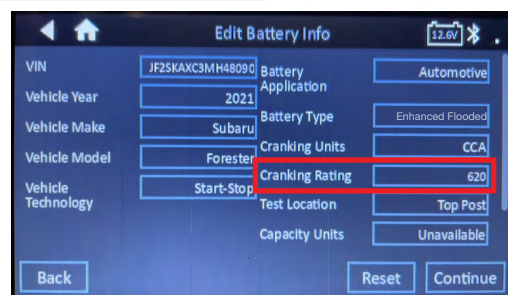 Edit Battery Info
12.6V
VIN
JF2SKAXC3MH48090
Vehicle Year
2021
Vehicle Make
Subaru
Vehicle Model
Forester
Vehicle
Technology
Start-Stop
Battery
Application
Automotive
Battery Type
Enhanced Flooded
Cranking Units
CCA
Cranking Rating
620
Test Location
Top Post
Capacity Units
Unavailable
Back
Reset
Continue